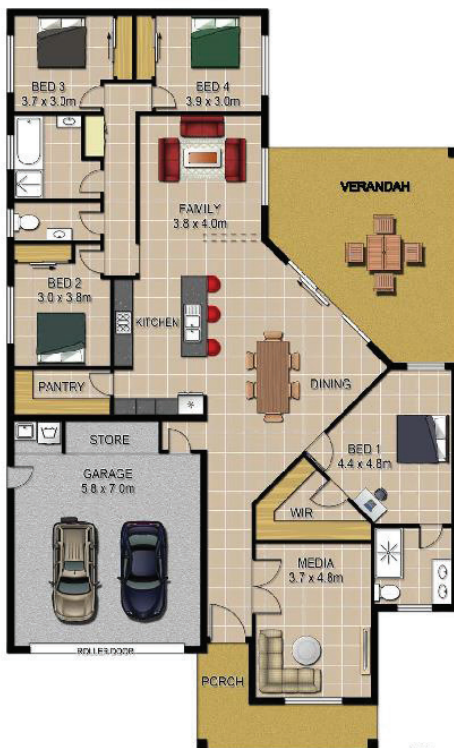 BED 3
3.7 x 3.0m
BED 4
3.9 x 3.0m
VERANDAH
FAMILY
3.8 x 4.0m
BED 2
3.0 x 3.8m
KITCHEN
DINING
PANTRY
STORE
BED 1
4.4 x 4.8m
GARAGE
5.8 x 7.0m
WIR
MEDIA
3.7 x 4.8m
ROLLER DOOR
PORCH